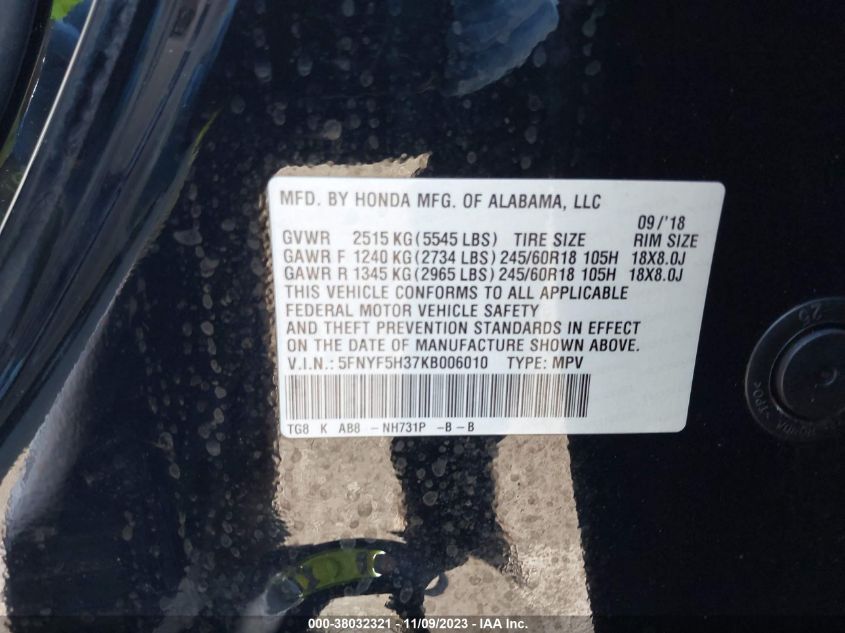 MFD. BY HONDA MFG. OF ALABAMA, LLC
09/'18
GVWR 2515 KG (5545 LBS) TIRE SIZE RIM SIZE
GAWR F 1240 KG (2734 LBS) 245/60R18 105H 18X8.0J
GAWR R 1345 KG (2965 LBS) 245/60R18 105H 18X8.0J
THIS VEHICLE CONFORMS TO ALL APPLICABLE
FEDERAL MOTOR VEHICLE SAFETY
AND THEFT PREVENTION STANDARDS IN EFFECT
ON THE DATE OF MANUFACTURE SHOWN ABOVE.
V.I.N.: 5FNYF5H37KB006010 TYPE: MPV
TG8 K AB8 -NH731P -B-B
25
000-38032321 - 11/09/2023 - IAA Inc.